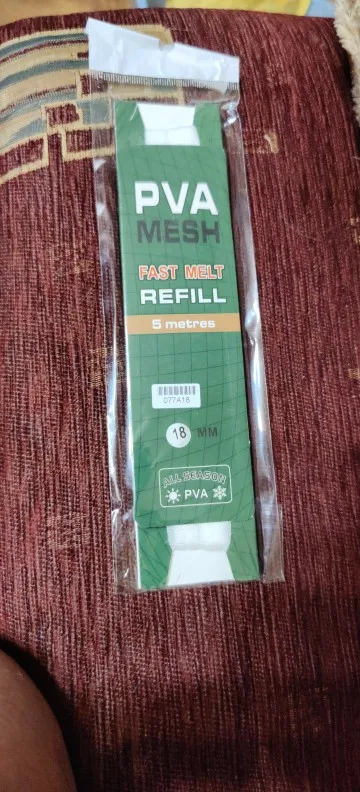 PVA
MESH
FAST MELT
REFILL
5 metres
077A18
18 MM
ALL SEASON
PVA